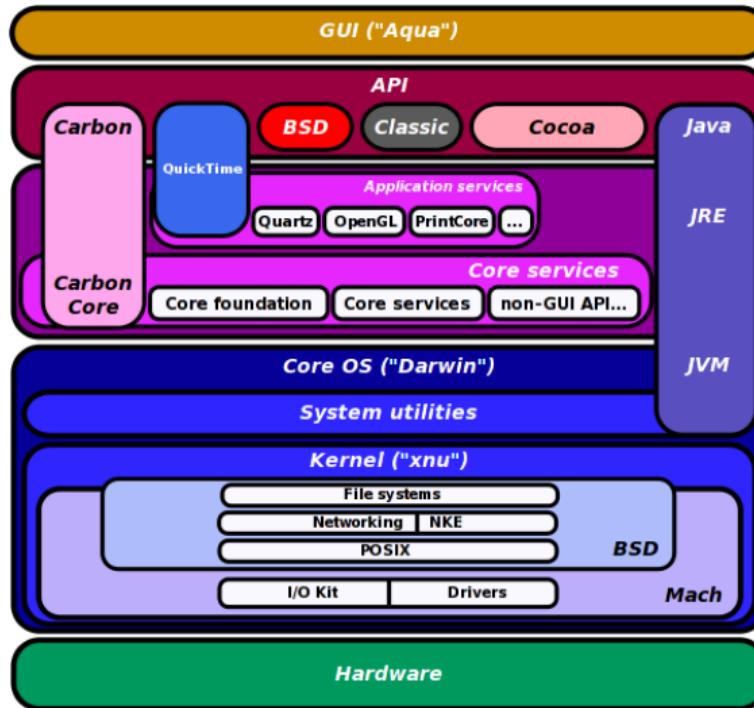 GUI ("Aqua")
API
Carbon
QuickTime
BSD
Classic
Cocoa
Java
Application services
Quartz
OpenGL
PrintCore
...
JRE
Core services
Carbon
Core
Core foundation
Core services
non-GUI API...
Core OS ("Darwin")
JVM
System utilities
Kernel ("xnu")
File systems
Networking
NKE
POSIX
BSD
I/O Kit
Drivers
Mach
Hardware